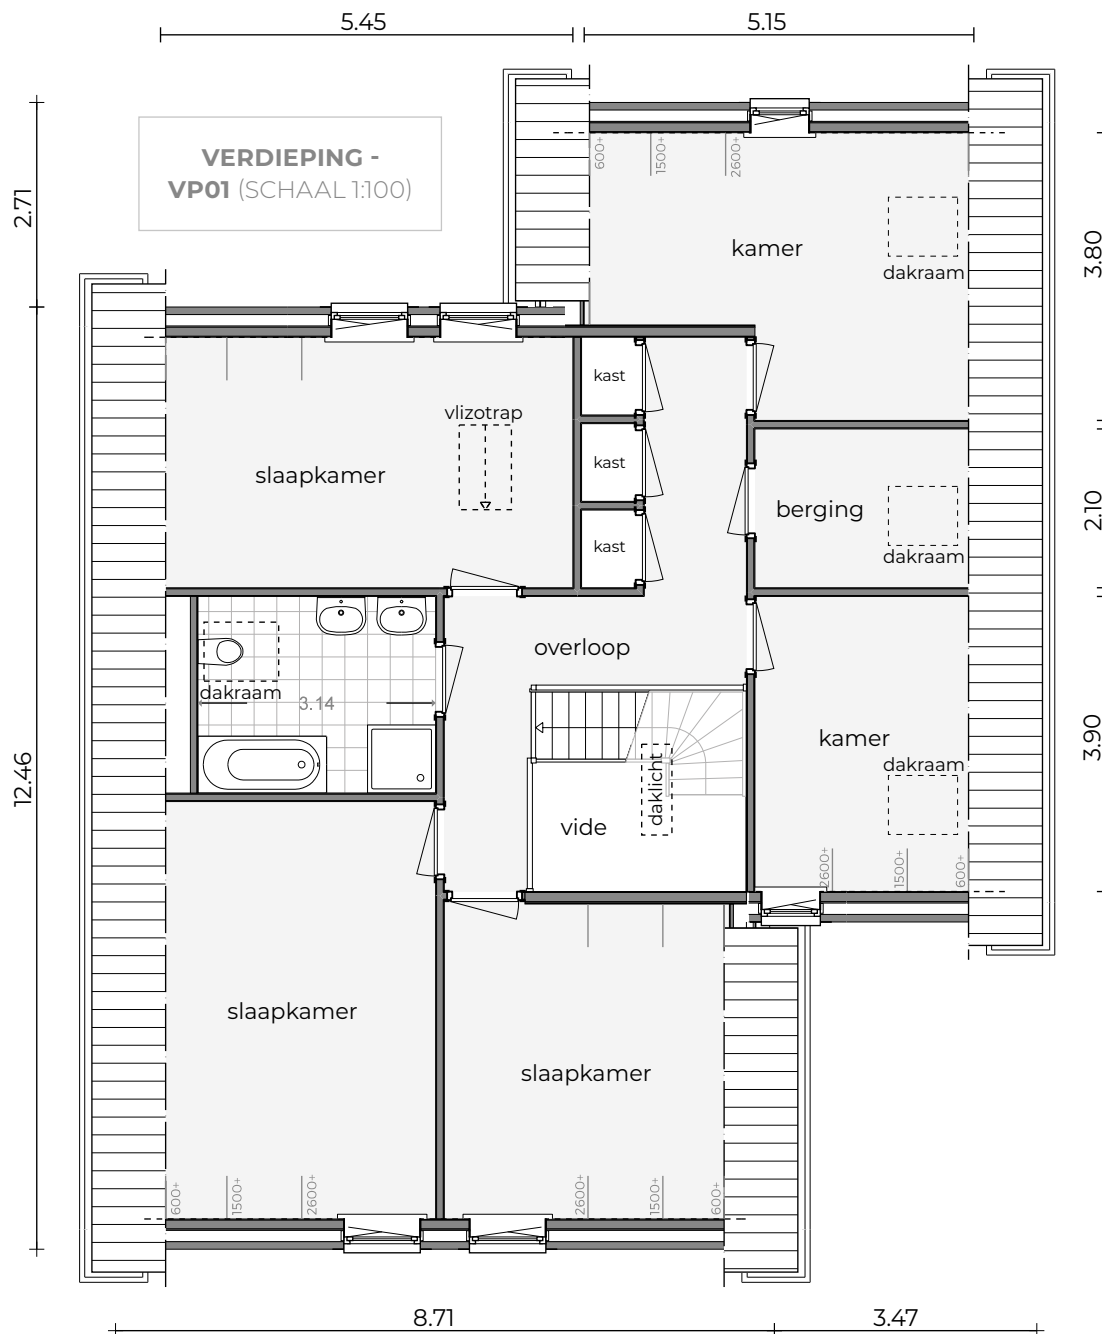 5.45
5.15
VERDIEPING -
VP01 (SCHAAL 1:100)
2.71
600+
1500+
2600+
kamer
dakraam
3.80
kast
vlizotrap
slaapkamer
kast
berging
dakraam
2.10
kast
overloop
dakraam
3.14
kamer
dakraam
3.90
12.46
daklicht
vide
2600+
1500+
600+
slaapkamer
slaapkamer
600+
1500+
2600+
2600+
1500+
600+
8.71
3.47